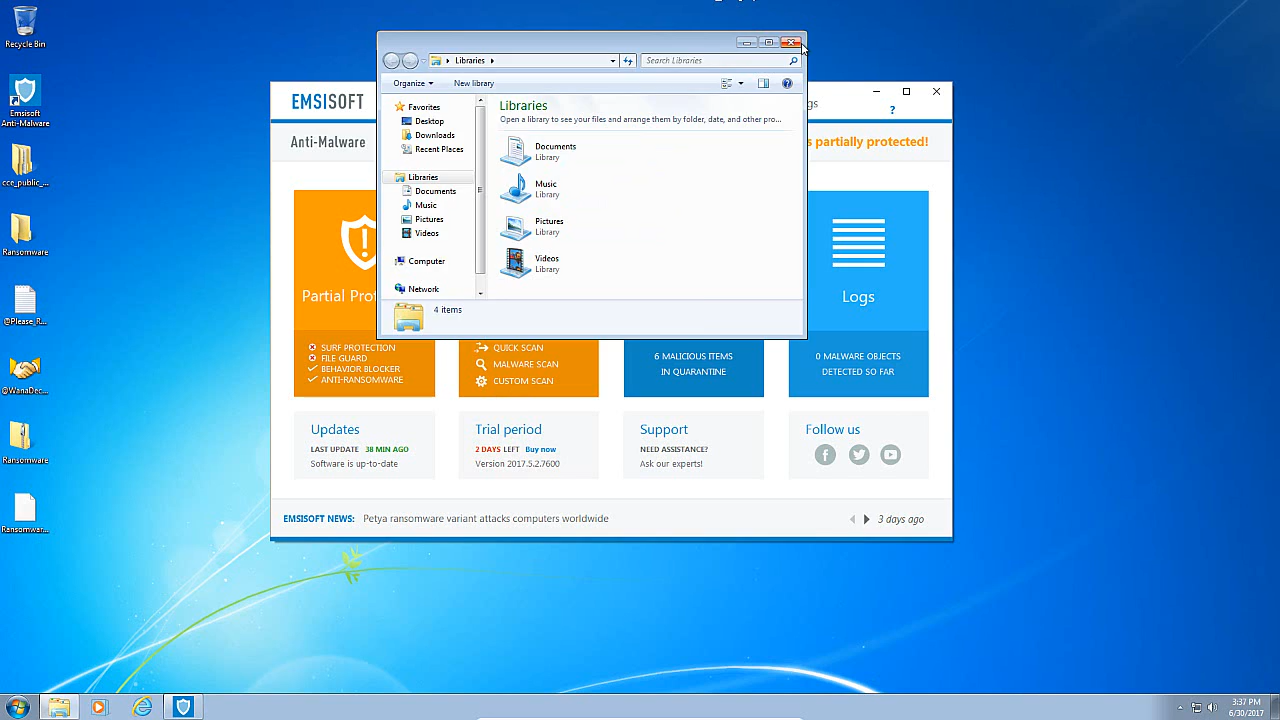 Recycle Bin
Emsisoft
Anti-Malware
cce_public_...
Ransomware
@Please_R...
@WanaDec...
Ransomware
Ransomwar...
Libraries
Search Libraries
Organize
New library
Favorites
Desktop
Downloads
Recent Places
Libraries
Documents
Music
Pictures
Videos
Computer
Network
Libraries
Open a library to see your files and arrange them by folder, date, and other pro...
Documents
Library
Music
Library
Pictures
Library
Videos
Library
4 items
EMSISOFT
gs
?
Anti-Malware
s partially protected!
Partial Pro
SURF PROTECTION
FILE GUARD
BEHAVIOR BLOCKER
ANTI-RANSOMWARE
QUICK SCAN
MALWARE SCAN
CUSTOM SCAN
6 MALICIOUS ITEMS
IN QUARANTINE
Logs
0 MALWARE OBJECTS
DETECTED SO FAR
Updates
LAST UPDATE 38 MIN AGO
Software is up-to-date
Trial period
2 DAYS LEFT Buy now
Version 2017.5.2.7600
Support
NEED ASSISTANCE?
Ask our experts!
Follow us
EMSISOFT NEWS: Petya ransomware variant attacks computers worldwide
3 days ago
3:37 PM
6/30/2017